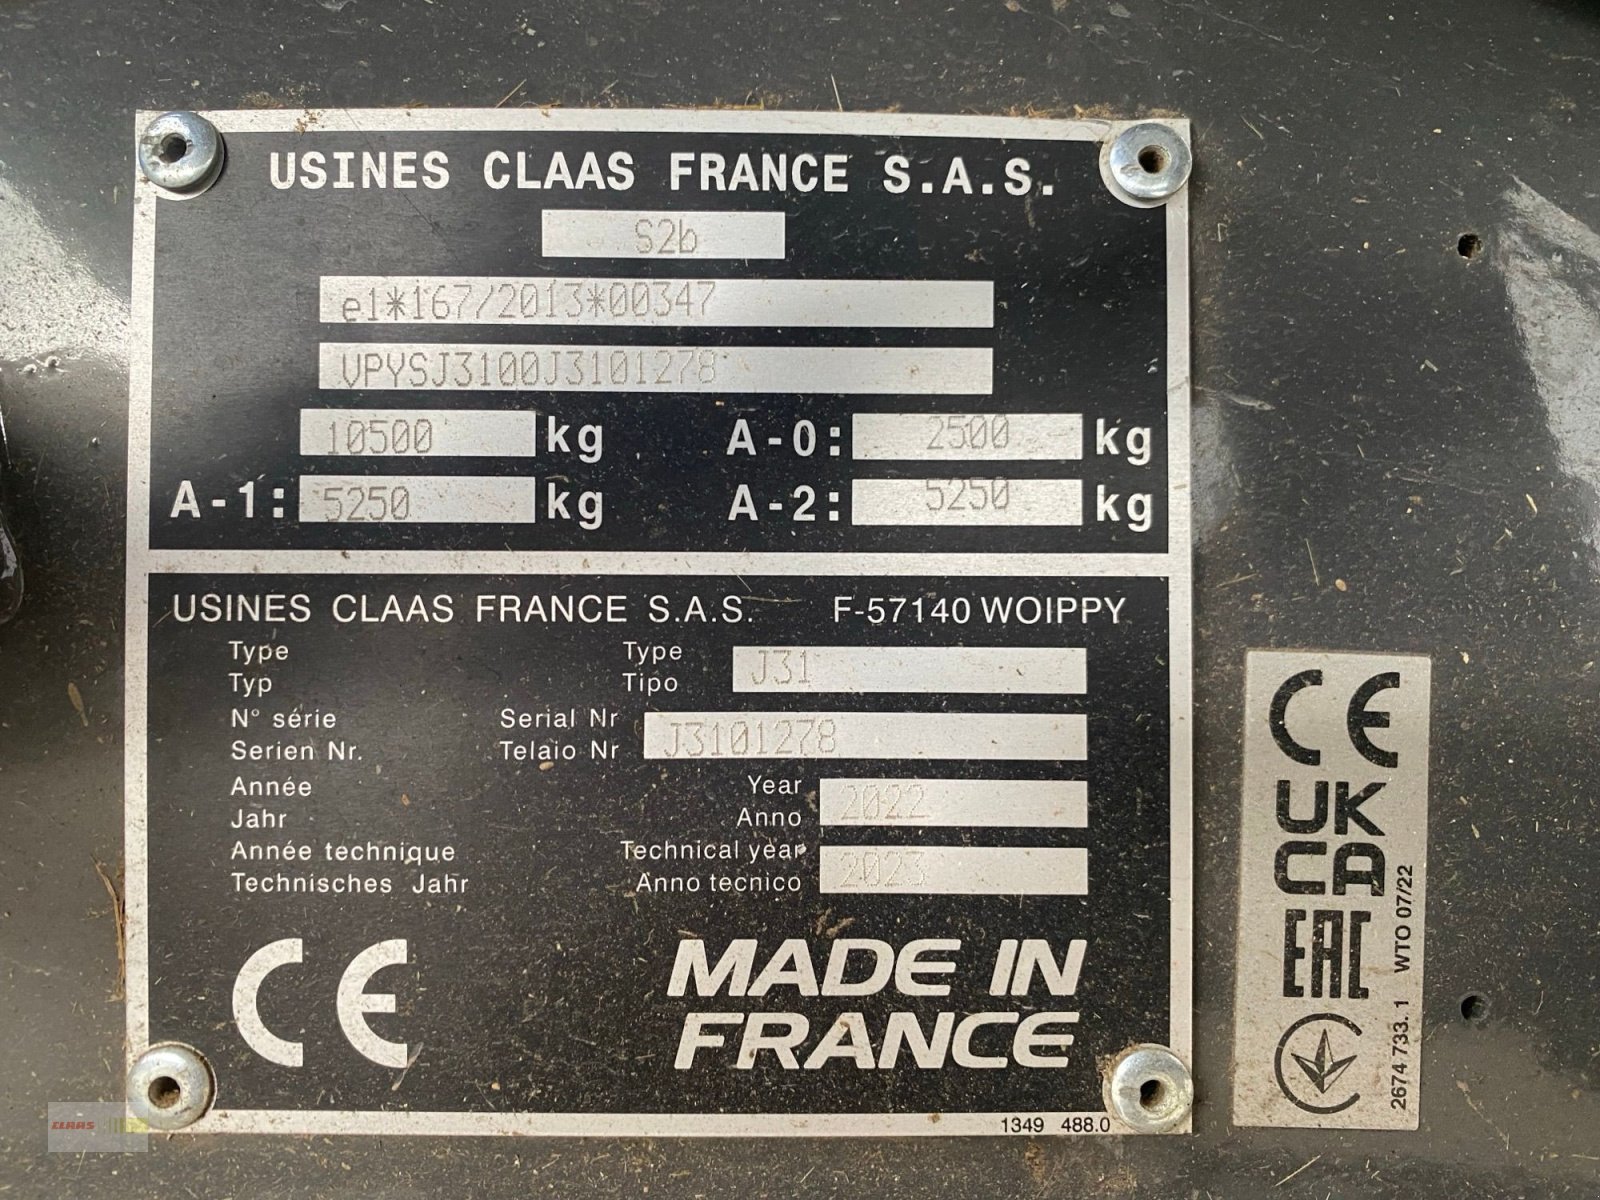 USINES CLAAS FRANCE S.A.S.
S2b
e1*167/2013*00347
VPYSJ3100J3101278
10500 kg A-0: 2500 kg
A-1: 5250 kg A-2: 5250 kg
USINES CLAAS FRANCE S.A.S. F-57140 WOIPPY
Type Type J31
Typ Tipo
N° série Serial Nr J3101278
Serien Nr. Telaio Nr
Année Year 2022
Jahr Anno
Année technique Technical year 2023
Technisches Jahr Anno tecnico
CE
MADE IN
FRANCE
1349 488.0
CE
UK
CA
EAC
2674 733. 1 WTO 07/22
CLAAS